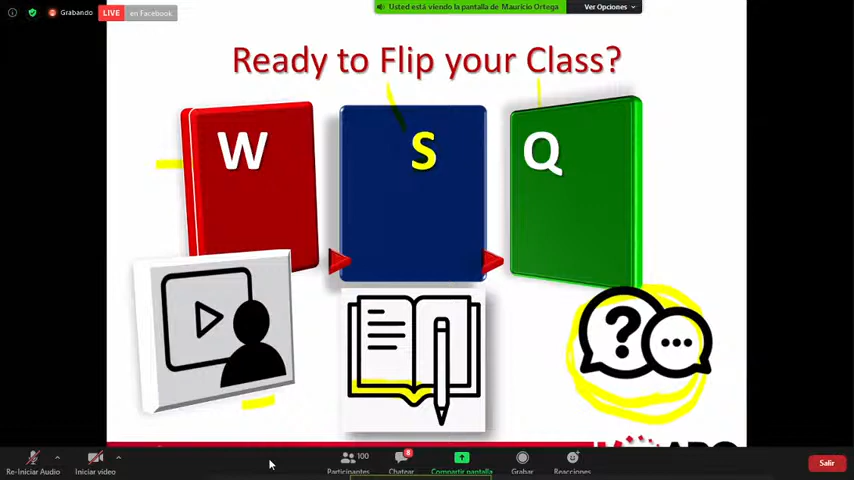 Grabando
LIVE en Facebook.
Usted está viendo la pantalla de Mauricio Ortega
Ver Opciones
Ready to Flip your Class?
W
S
Q
?
Re-Iniciar Audio
Iniciar video
100
Participantes
8
Chatear
Compartir pantalla
Grabar
Reacciones
Salir